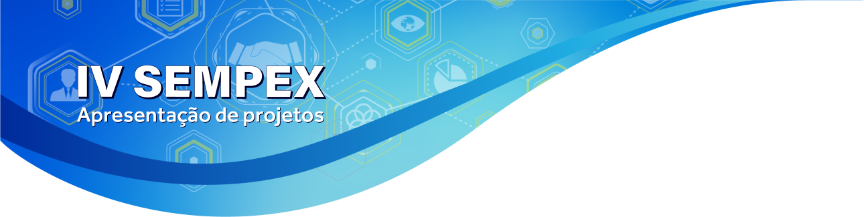 IV SEMPEX
Apresentação de projetos